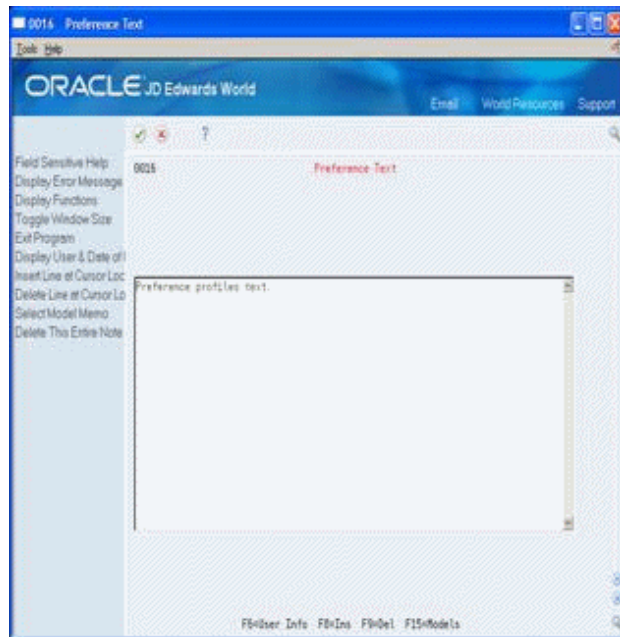 0016 Preference Text
Tools Help
ORACLE JD Edwards World
Email World Resources Support
?
Field Sensitive Help
Display Error Message
Display Functions
Toggle Window Size
Exit Program
Display User & Date of
Insert Line at Cursor Loc
Delete Line at Cursor Lo
Select Model Memo
Delete This Entire Note
0016 Preference Text
Preference profiles text.
F6=User Info F8=Ins F9=Del F15=Models